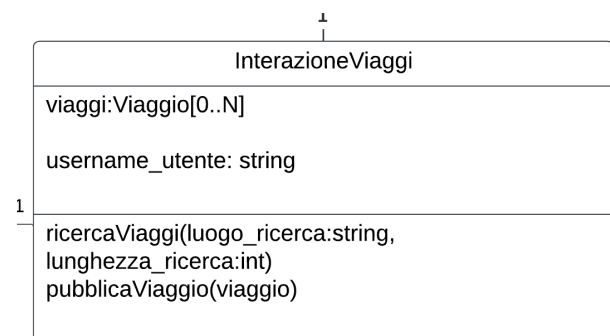 1
InterazioneViaggi
viaggi:Viaggio[0..N]
username_utente: string
1
ricercaViaggi(luogo_ricerca:string,
lunghezza_ricerca:int)
pubblicaViaggio(viaggio)